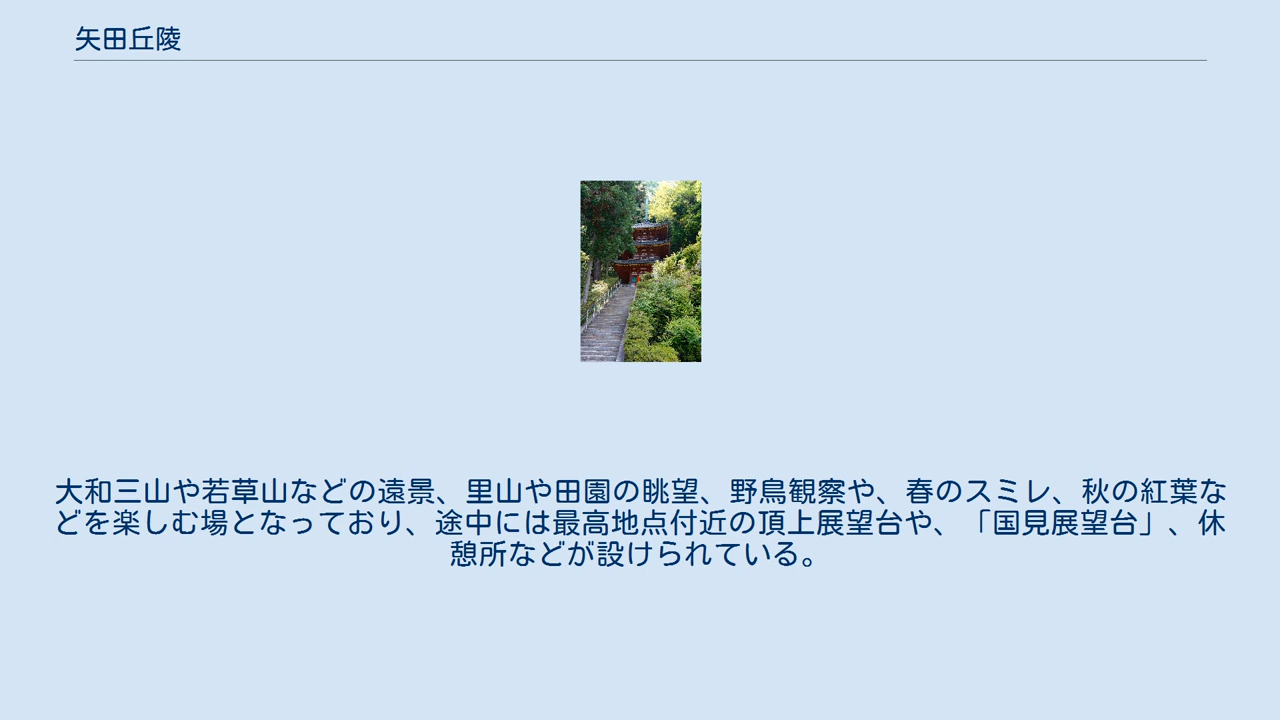 矢田丘陵
大和三山や若草山などの遠景、里山や田園の眺望、野鳥観察や、春のスミレ、秋の紅葉な
どを楽しむ場となっており、途中には最高地点付近の頂上展望台や、「国見展望台」、休
憩所などが設けられている。